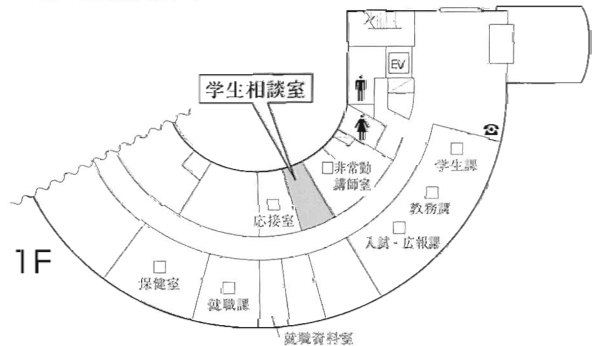 EV
学生相談室
学生課
非常勤
講師室
教務課
応接室
入試・広報課
1F
保健室
就職課
就職資料室